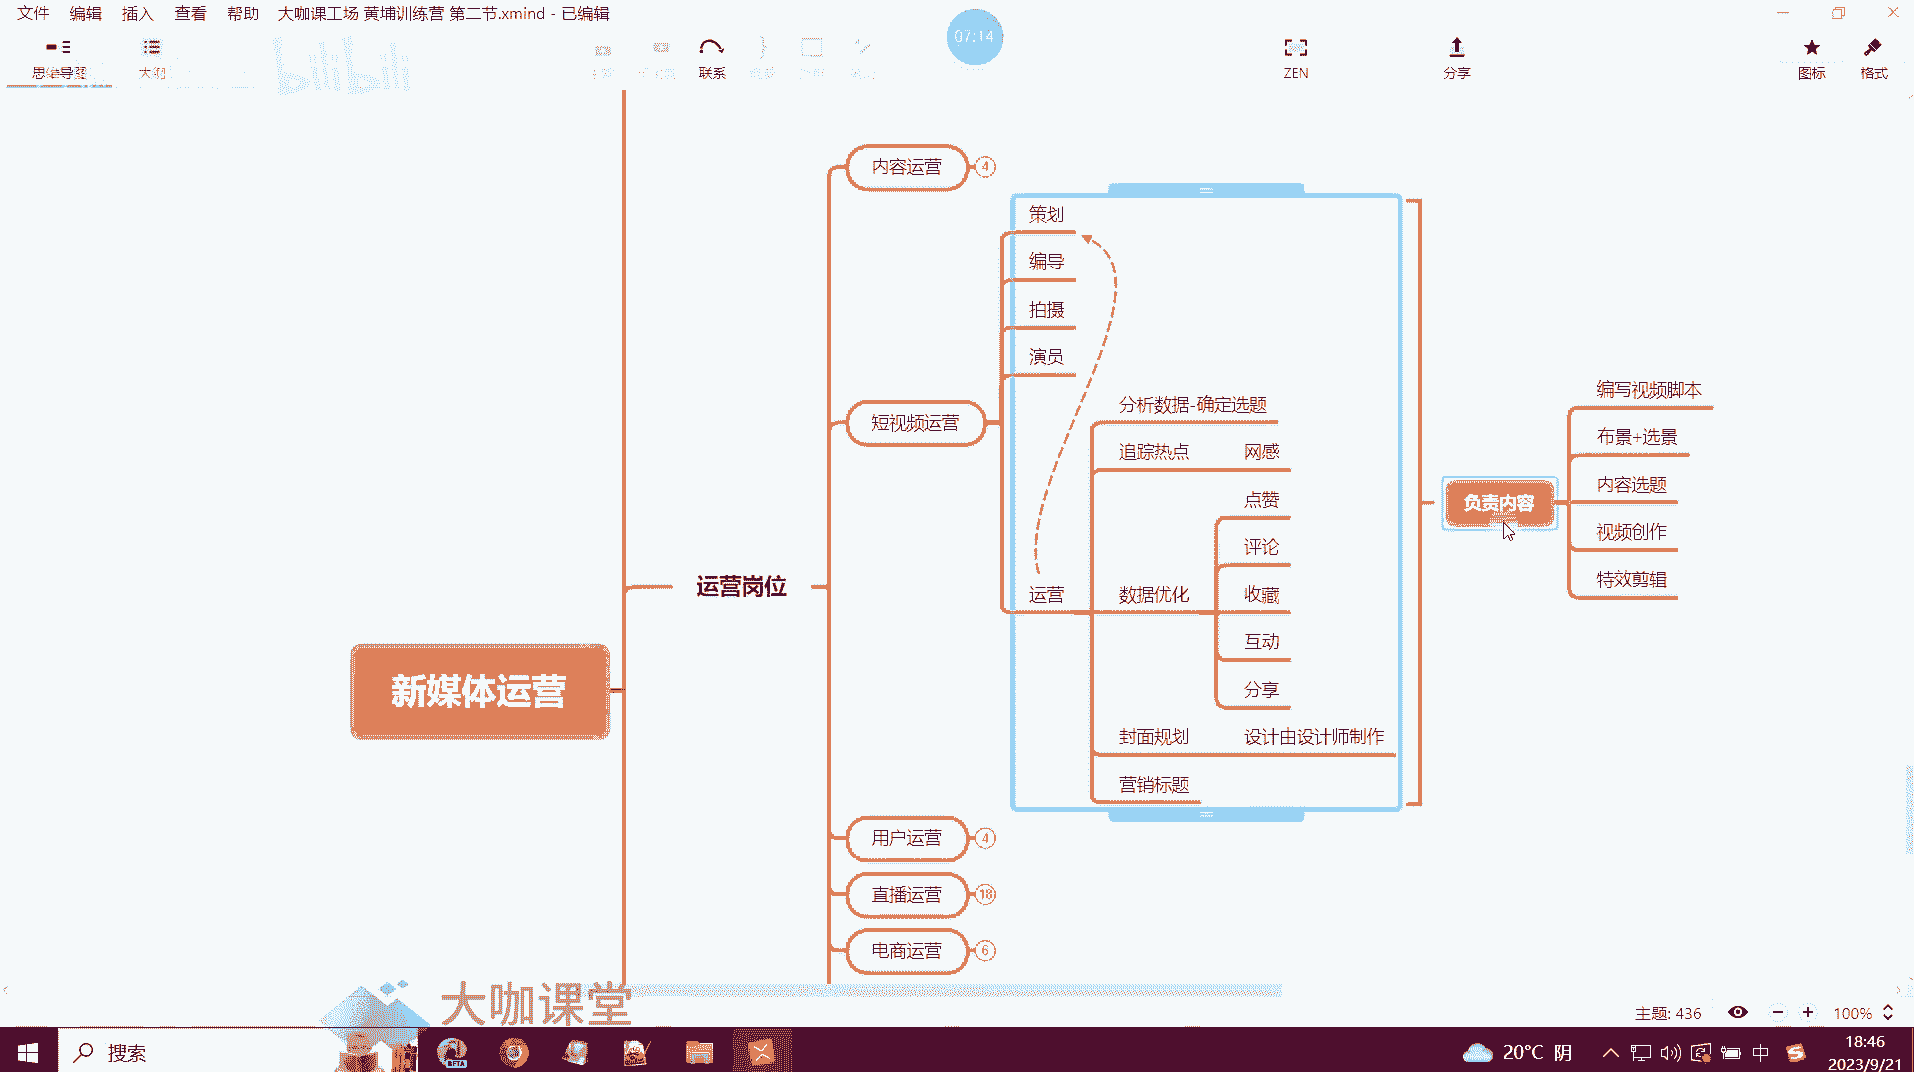 文件 编辑 插入 查看 帮助 大咖课工场 黄埔训练营 第二节.xmind - 已编辑
07:14
思维导图 大纲 联系 ZEN 分享 图标 格式
bilibili
内容运营 4
策划
编导
拍摄
演员
分析数据-确定选题
编写视频脚本
短视频运营
布景+选景
追踪热点 网感
内容选题
点赞
负责内容
视频创作
评论
特效剪辑
运营岗位
运营 数据优化 收藏
互动
新媒体运营
分享
封面规划 设计由设计师制作
营销标题
用户运营 4
直播运营 18
电商运营 6
大咖课堂
主题: 436 100%
搜索 BETA 20°C 阴 中 18:46
2023/9/21